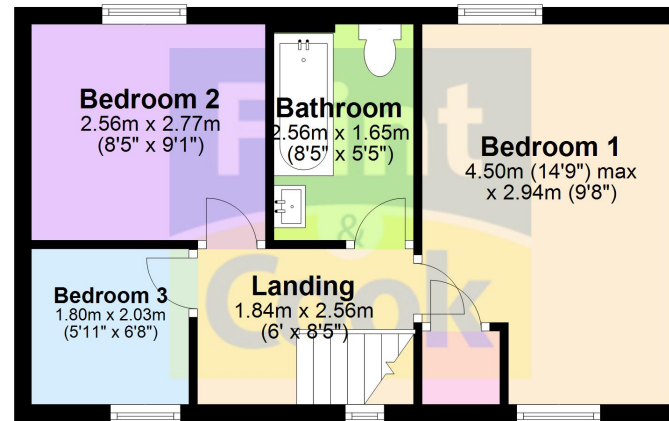 Bedroom 2
2.56m x 2.77m
(8'5" x 9'1")
Bathroom
2.56m x 1.65m
(8'5" x 5'5")
Bedroom 1
4.50m (14'9") max
x 2.94m (9'8")
Bedroom 3
1.80m x 2.03m
(5'11" x 6'8")
Landing
1.84m x 2.56m
(6' x 8'5")
Flint
&
Cook